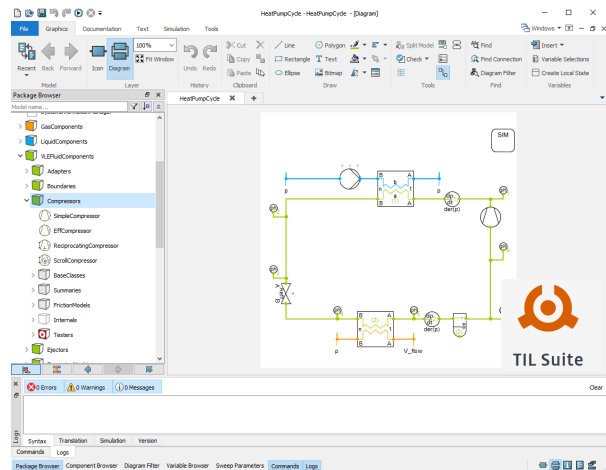 HeatPumpCycle - HeatPumpCycle - [Diagram]
File Graphics Documentation Text Simulation Tools Windows
Recent Back Forward Icon Diagram 100% Fit Window Undo Redo
Cut Copy Paste
Line Rectangle Ellipse Polygon Text Bitmap
Split Model Check
Find Find Connection Diagram Filter
Insert Variable Selections Create Local State
Model Layer History Clipboard Draw Tools Find Variables
Package Browser
Model name...
HeatPumpCycle
GasComponents
LiquidComponents
VLEFluidComponents
Adapters
Boundaries
Compressors
SimpleCompressor
EffCompressor
ReciprocatingCompressor
ScrollCompressor
BaseClasses
Summaries
FrictionModels
Internals
Testers
Ejectors
SIM
p
B A
b
a
(1)
B A
p
der(p)
A
B
B A
(2)
B A
der(p)
p
V_flow
TIL Suite
0 Errors 0 Warnings 0 Messages Clear
Logs
Syntax Translation Simulation Version
Commands Logs
Package Browser Component Browser Diagram Filter Variable Browser Sweep Parameters Commands Logs